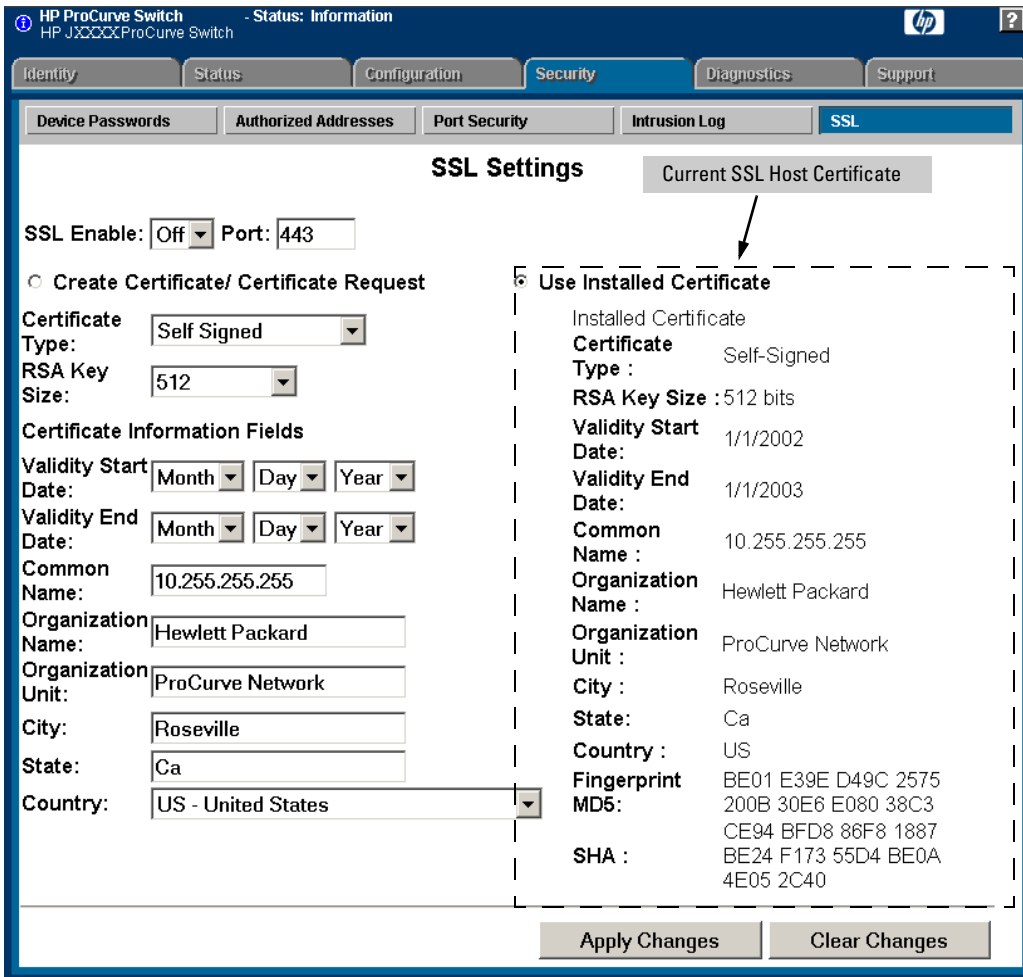 HP ProCurve Switch - Status: Information
HP JXXXXProCurve Switch
hp
?
Identity
Status
Configuration
Security
Diagnostics
Support
Device Passwords
Authorized Addresses
Port Security
Intrusion Log
SSL
SSL Settings
Current SSL Host Certificate
SSL Enable: Off Port: 443
Create Certificate/ Certificate Request
Certificate
Type:
Self Signed
RSA Key
Size:
512
Certificate Information Fields
Validity Start
Date:
Month Day Year
Validity End
Date:
Month Day Year
Common
Name:
10.255.255.255
Organization
Name:
Hewlett Packard
Organization
Unit:
ProCurve Network
City:
Roseville
State:
Ca
Country:
US - United States
Use Installed Certificate
Installed Certificate
Certificate
Type :
Self-Signed
RSA Key Size : 512 bits
Validity Start
Date:
1/1/2002
Validity End
Date:
1/1/2003
Common
Name :
10.255.255.255
Organization
Name :
Hewlett Packard
Organization
Unit :
ProCurve Network
City :
Roseville
State:
Ca
Country :
US
Fingerprint
MD5:
BE01 E39E D49C 2575
200B 30E6 E080 38C3
SHA :
CE94 BFD8 86F8 1887
BE24 F173 55D4 BE0A
4E05 2C40
Apply Changes
Clear Changes